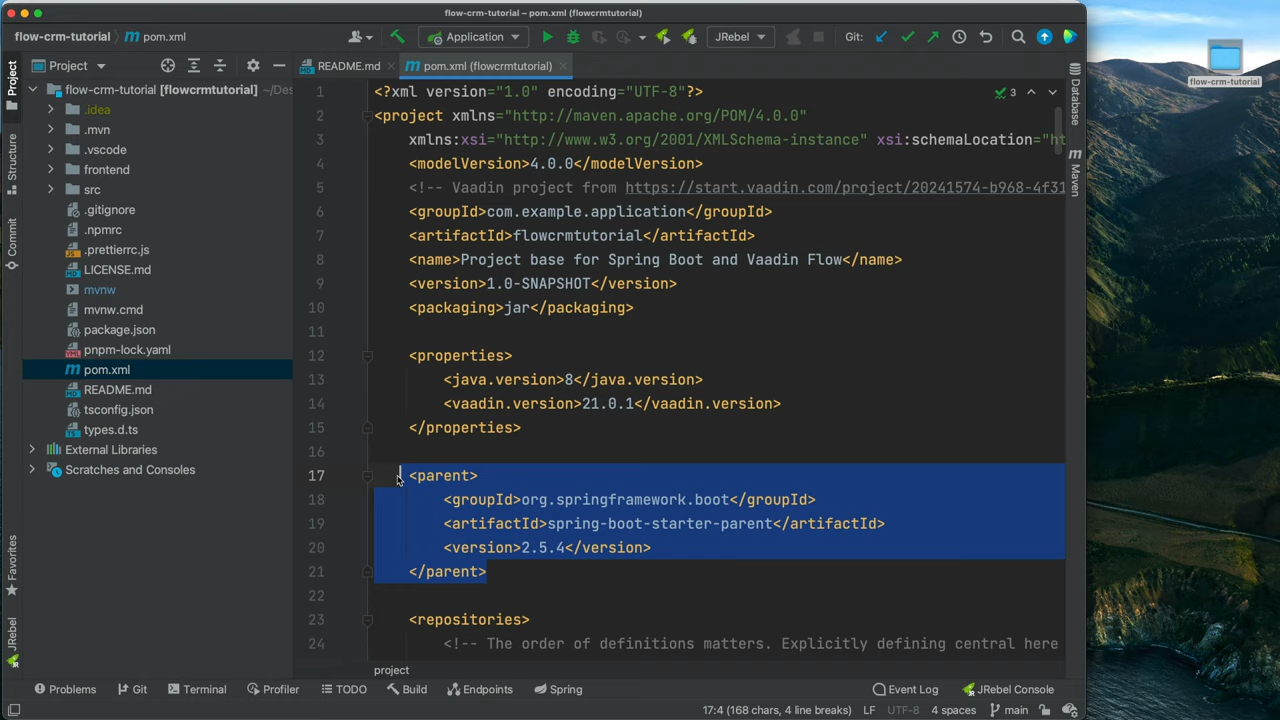 flow-crm-tutorial – pom.xml (flowcrmtutorial)
flow-crm-tutorial
pom.xml
Application
JRebel
Git:
Project
README.md
pom.xml (flowcrmtutorial)
flow-crm-tutorial [flowcrmtutorial] ~/Des
.idea
.mvn
.vscode
frontend
src
.gitignore
.npmrc
.prettierrc.js
LICENSE.md
mvnw
mvnw.cmd
package.json
pnpm-lock.yaml
pom.xml
README.md
tsconfig.json
types.d.ts
External Libraries
Scratches and Consoles
Project
Structure
Commit
Favorites
JRebel
1 <?xml version="1.0" encoding="UTF-8"?>
2 <project xmlns="http://maven.apache.org/POM/4.0.0"
3 xmlns:xsi="http://www.w3.org/2001/XMLSchema-instance" xsi:schemaLocation="ht
4 <modelVersion>4.0.0</modelVersion>
5 <!-- Vaadin project from https://start.vaadin.com/project/20241574-b968-4f31
6 <groupId>com.example.application</groupId>
7 <artifactId>flowcrmtutorial</artifactId>
8 <name>Project base for Spring Boot and Vaadin Flow</name>
9 <version>1.0-SNAPSHOT</version>
10 <packaging>jar</packaging>
11
12 <properties>
13 <java.version>8</java.version>
14 <vaadin.version>21.0.1</vaadin.version>
15 </properties>
16
17 <parent>
18 <groupId>org.springframework.boot</groupId>
19 <artifactId>spring-boot-starter-parent</artifactId>
20 <version>2.5.4</version>
21 </parent>
22
23 <repositories>
24 <!-- The order of definitions matters. Explicitly defining central here
3
project
Database
Maven
Problems
Git
Terminal
Profiler
TODO
Build
Endpoints
Spring
Event Log
JRebel Console
17:4 (168 chars, 4 line breaks)
LF
UTF-8
4 spaces
main
flow-crm-tutorial